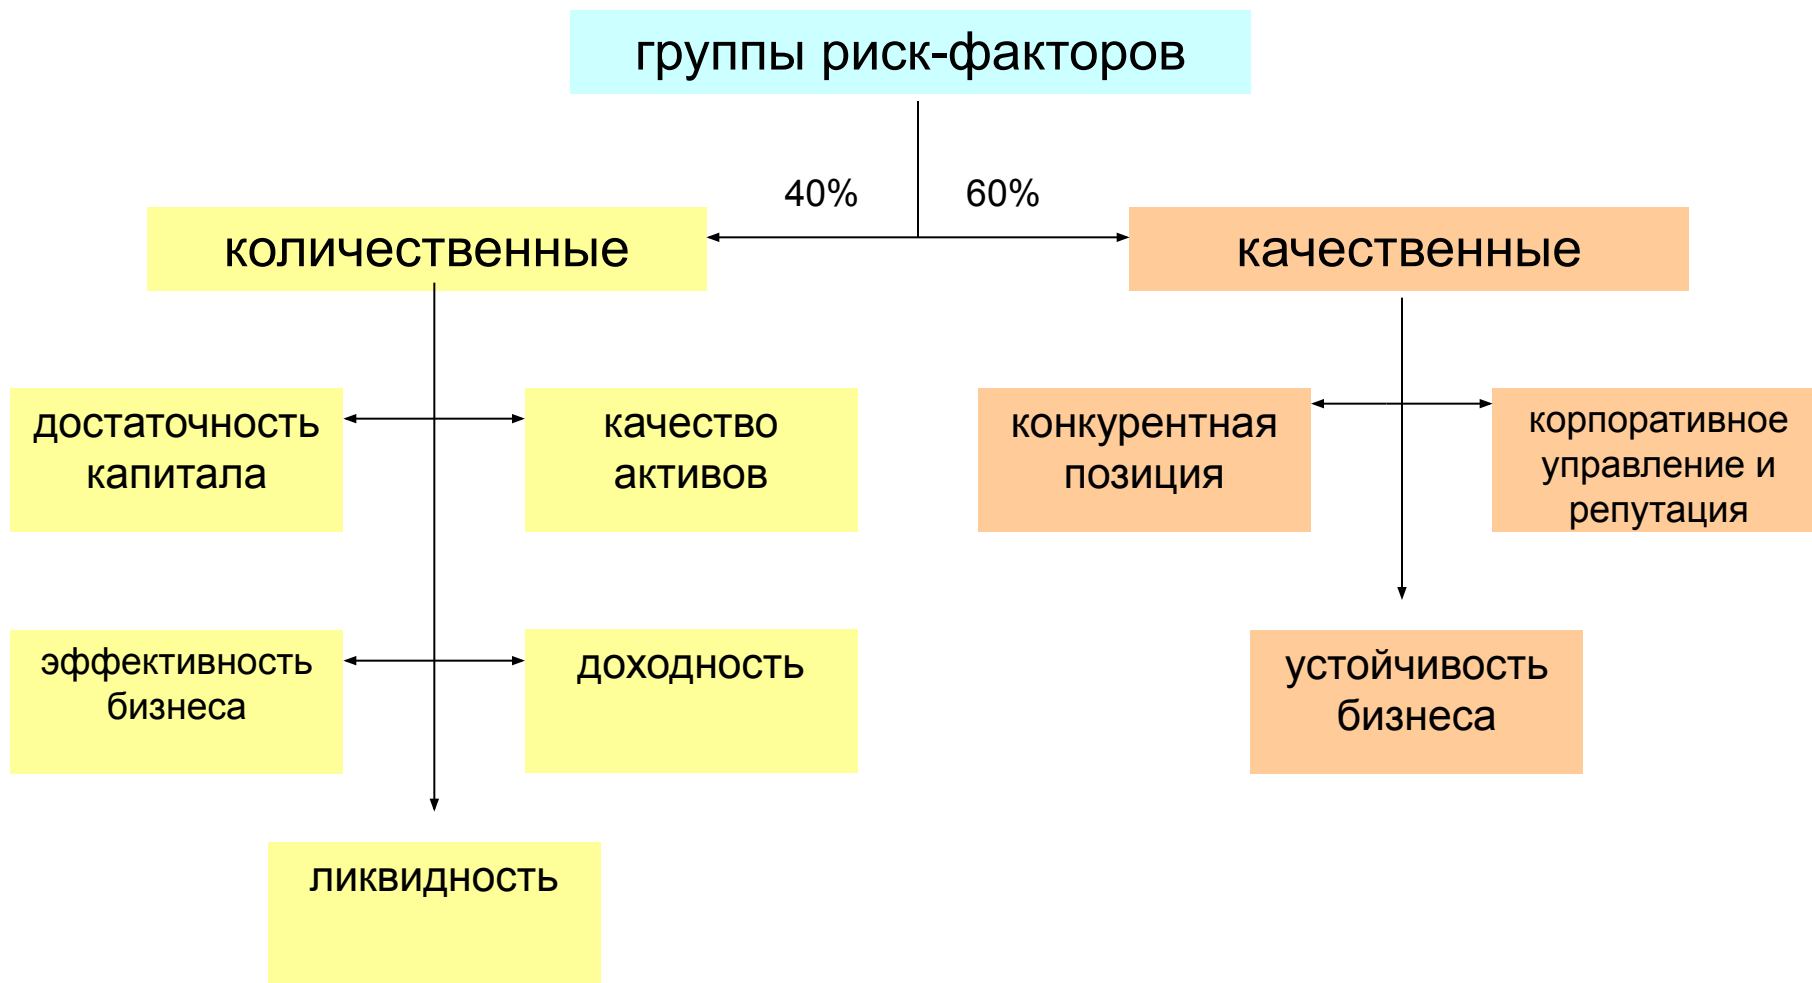 группы риск-факторов
40%
60%
количественные
качественные
достаточность
капитала
качество
активов
конкурентная
позиция
корпоративное
управление и
репутация
эффективность
бизнеса
доходность
устойчивость
бизнеса
ликвидность